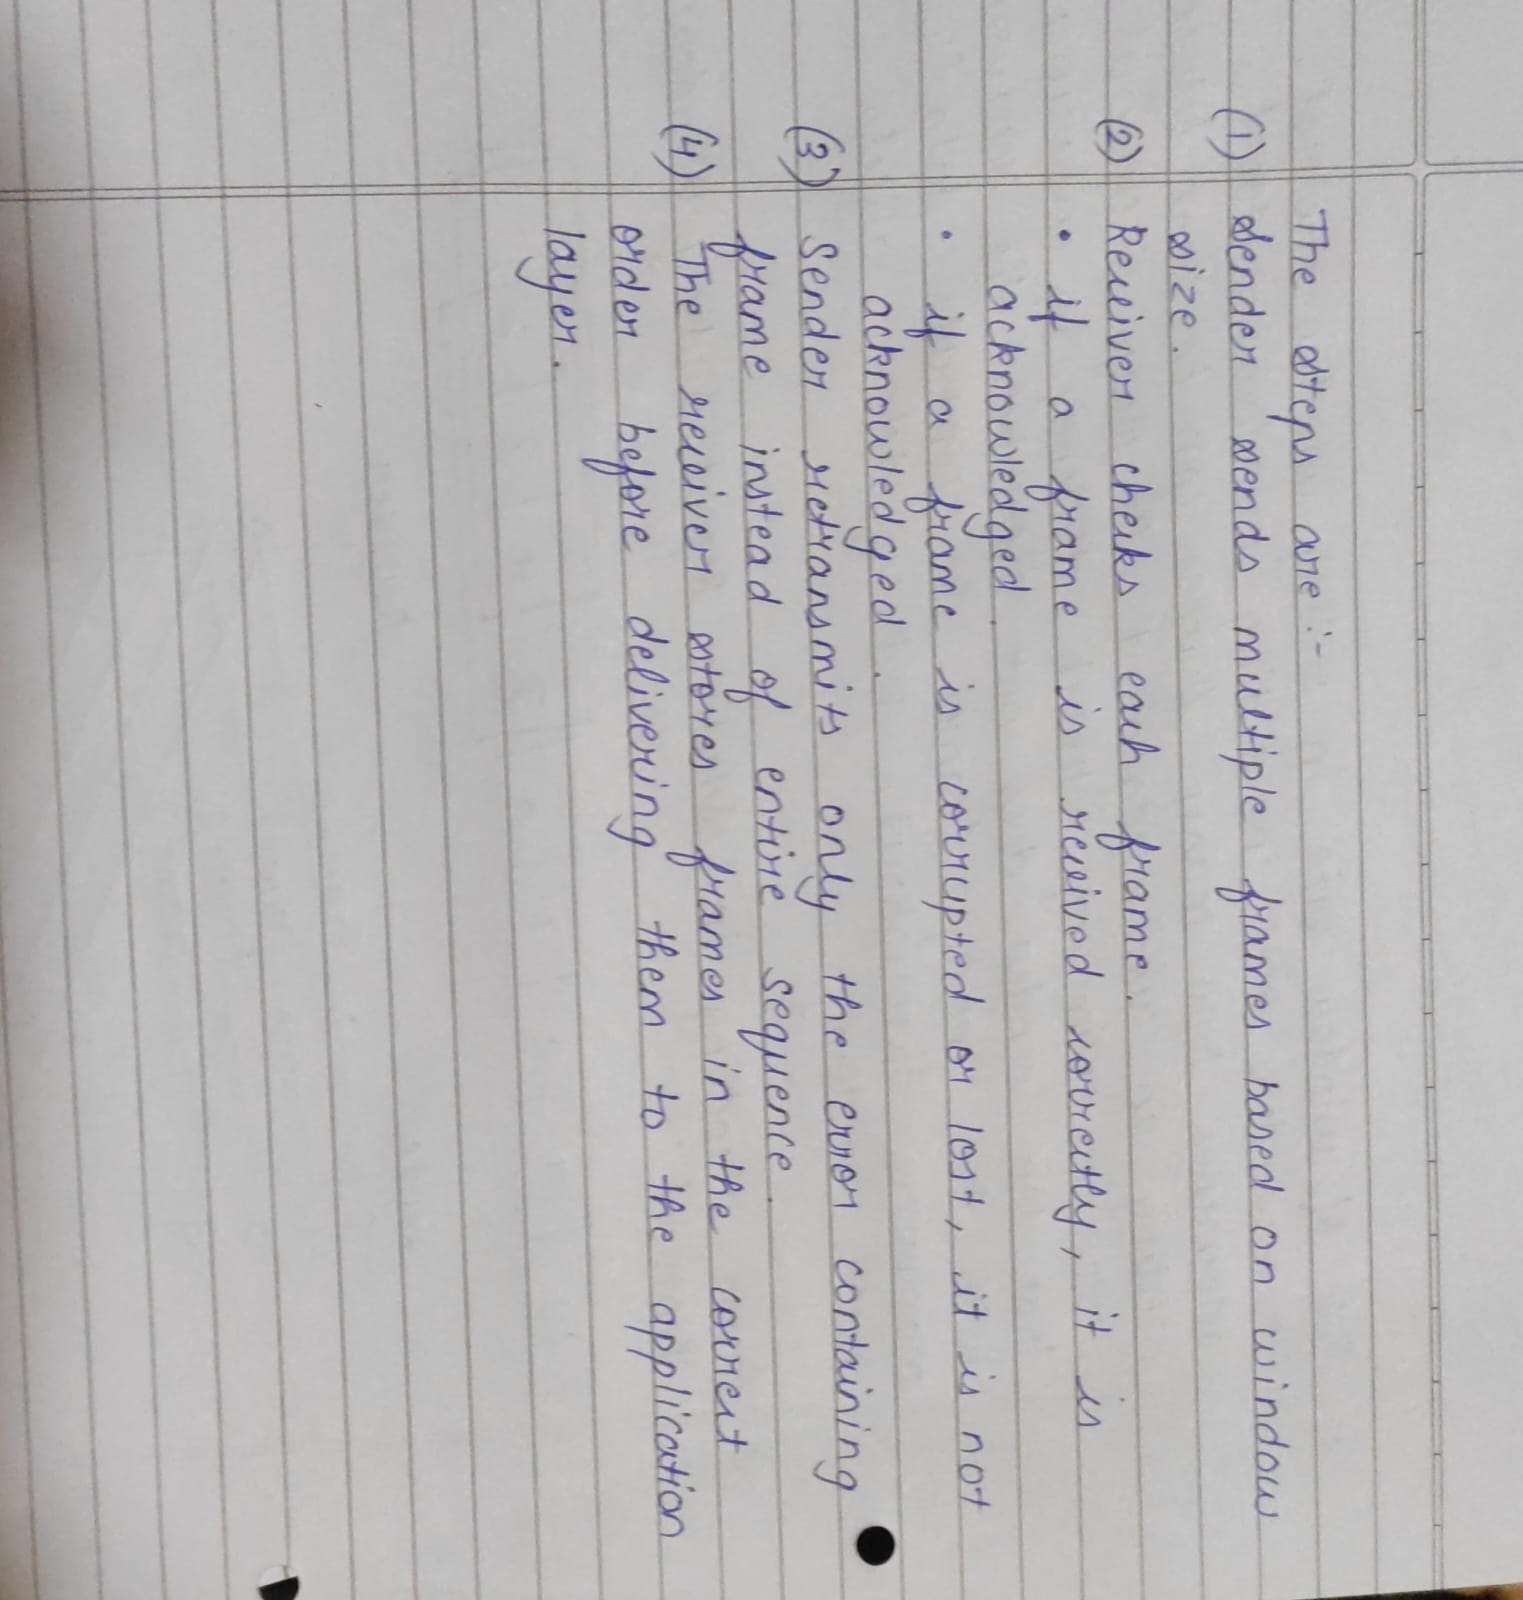 The steps are :-
(1) Sender sends multiple frames based on window
size.
(2) Receiver checks each frame.
• if a frame is received correctly, it is
acknowledged.
• if a frame is corrupted or lost, it is not
acknowledged.
(3) Sender retransmits only the error containing
frame instead of entire sequence.
(4) The receiver stores frames in the correct
order before delivering them to the application
layer.